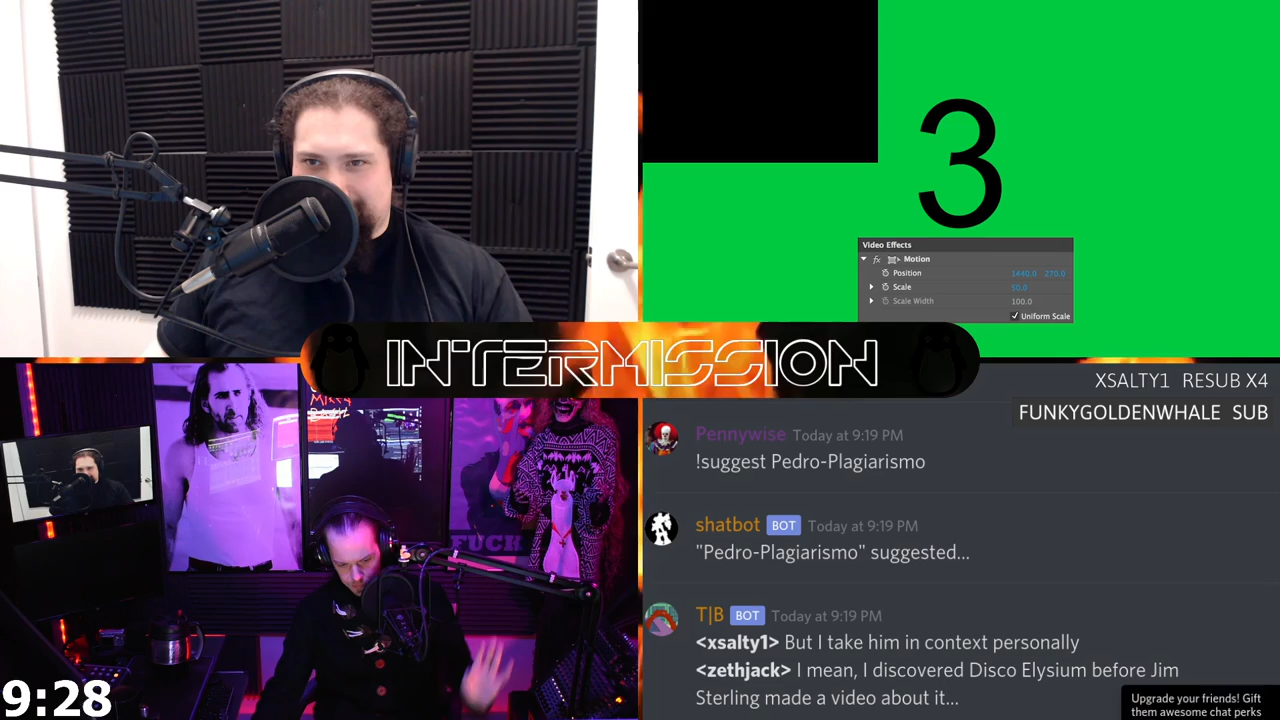 3
Video Effects
fx Motion
Position 1440.0 270.0
Scale 50.0
Scale Width 100.0
Uniform Scale
INTERMISSION
XSALTY1 RESUB X4
FUNKYGOLDENWHALE SUB
Pennywise Today at 9:19 PM
!suggest Pedro-Plagiarismo
shatbot BOT Today at 9:19 PM
"Pedro-Plagiarismo" suggested...
T|B BOT Today at 9:19 PM
<xsalty1> But I take him in context personally
<zethjack> I mean, I discovered Disco Elysium before Jim
Sterling made a video about it...
Upgrade your friends! Gift
them awesome chat perks
FUCK
9:28